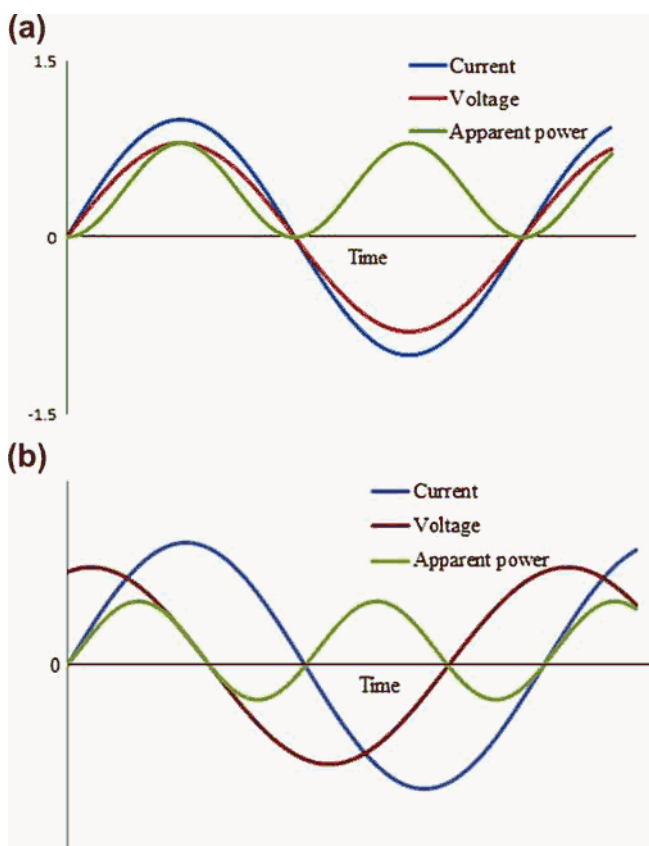 (a)
1.5
Current
Voltage
Apparent power
0
Time
-1.5
(b)
Current
Voltage
Apparent power
0
Time